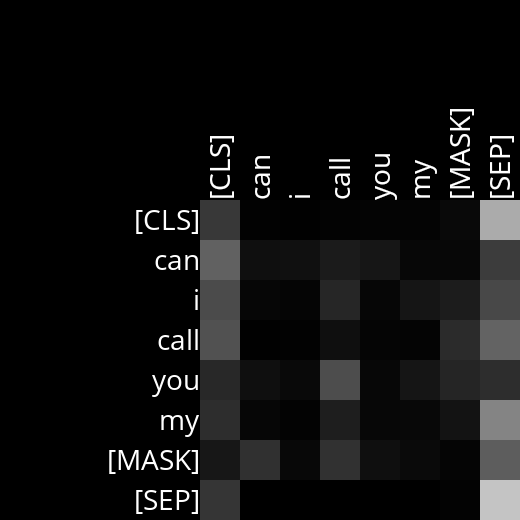 [CLS] can i call you my [MASK] [SEP]
[CLS]
can
i
call
you
my
[MASK]
[SEP]